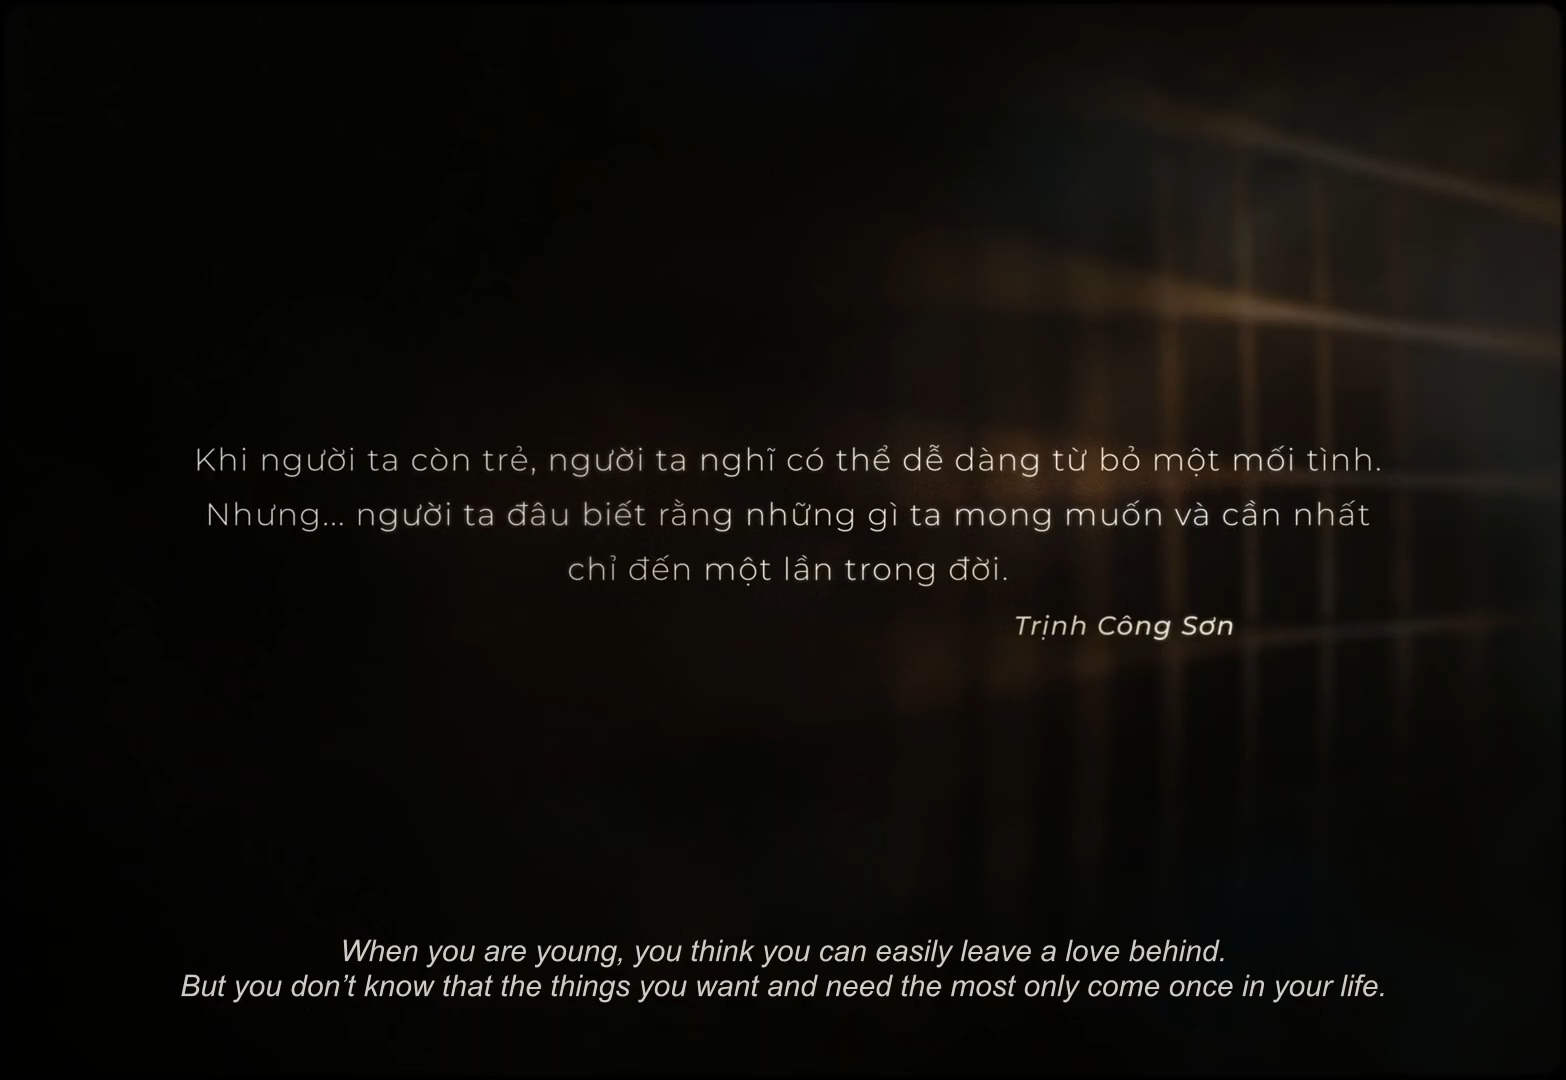 Khi người ta còn trẻ, người ta nghĩ có thể dễ dàng từ bỏ một mối tình.
Nhưng... người ta đâu biết rằng những gì ta mong muốn và cần nhất
chỉ đến một lần trong đời.
Trịnh Công Sơn
When you are young, you think you can easily leave a love behind.
But you don’t know that the things you want and need the most only come once in your life.